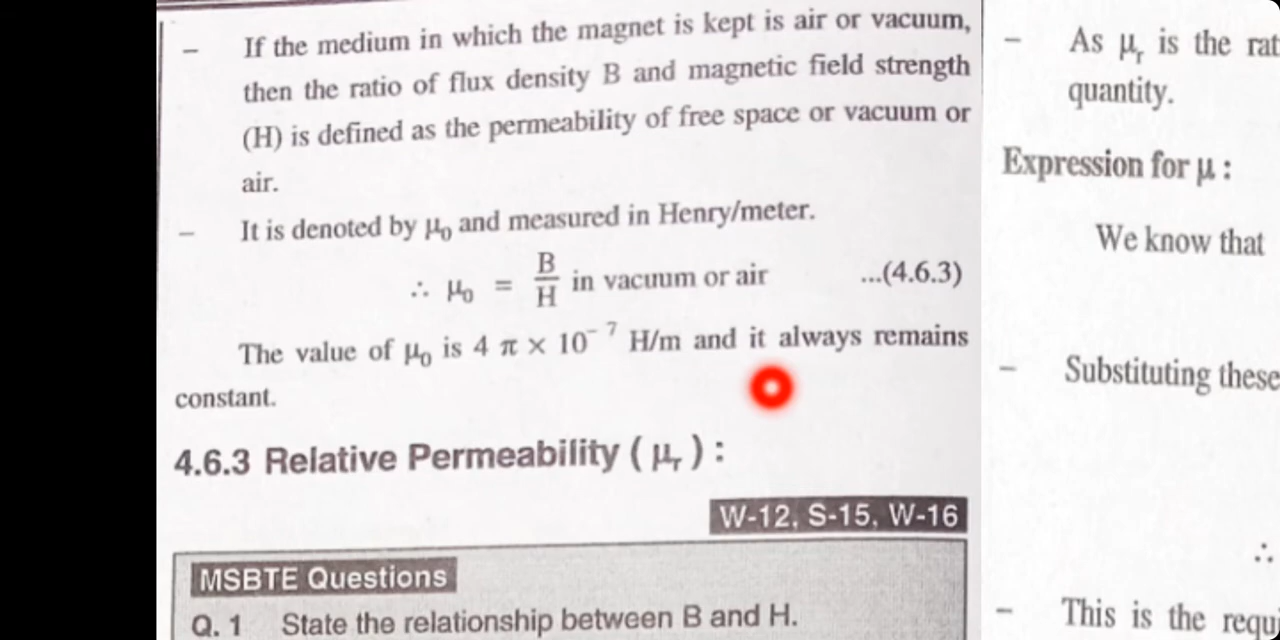 – If the medium in which the magnet is kept is air or vacuum,
then the ratio of flux density B and magnetic field strength
(H) is defined as the permeability of free space or vacuum or
air.
– It is denoted by μ₀ and measured in Henry/meter.
∴ μ₀ = B/H in vacuum or air ...(4.6.3)
The value of μ₀ is 4 π × 10⁻⁷ H/m and it always remains
constant.
4.6.3 Relative Permeability ( μᵣ ) :
W-12, S-15, W-16
MSBTE Questions
Q. 1 State the relationship between B and H.
– As μᵣ is the
quantity.
Expression for μ :
We know that
– Substituting these
∴
– This is the